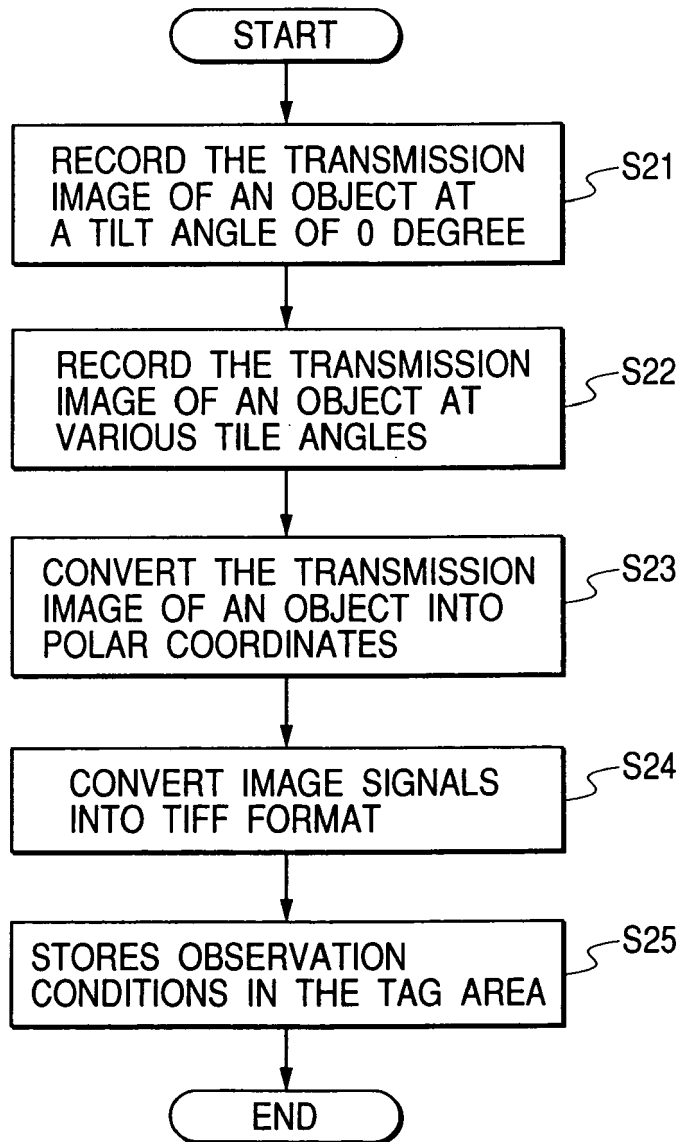 START
RECORD THE TRANSMISSION
IMAGE OF AN OBJECT AT
A TILT ANGLE OF 0 DEGREE
S21
RECORD THE TRANSMISSION
IMAGE OF AN OBJECT AT
VARIOUS TILE ANGLES
S22
CONVERT THE TRANSMISSION
IMAGE OF AN OBJECT INTO
POLAR COORDINATES
S23
CONVERT IMAGE SIGNALS
INTO TIFF FORMAT
S24
STORES OBSERVATION
CONDITIONS IN THE TAG AREA
S25
END